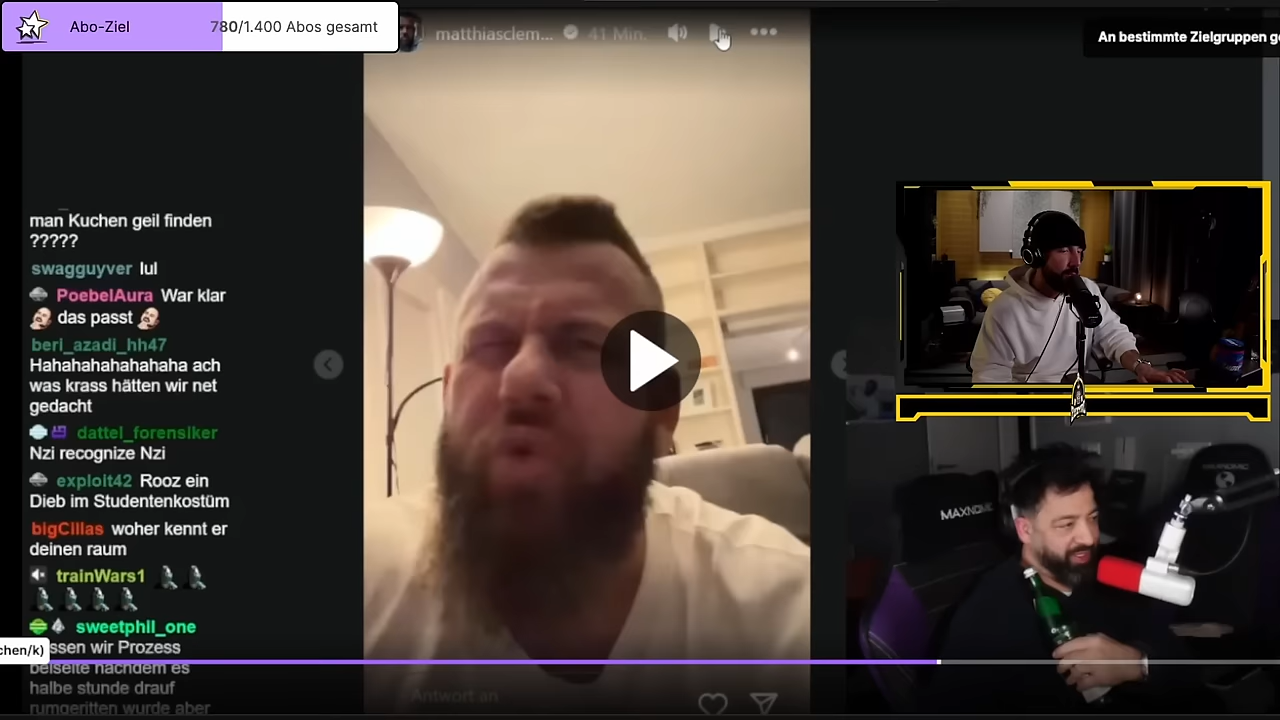 Abo-Ziel
780/1.400 Abos gesamt
matthiasclem...
41 Min.
An bestimmte Zielgruppen ge
man Kuchen geil finden
?????
swagguyver lul
PoebelAura War klar
das passt
beri_azadi_hh47
Hahahahahahahaha ach
was krass hätten wir net
gedacht
dattel_forensiker
Nzi recognize Nzi
exploit42 Rooz ein
Dieb im Studentenkostüm
bigCillas woher kennt er
deinen raum
trainWars1
sweetphil_one
ssen wir Prozess
beiseite nachdem es
halbe stunde drauf
rumgeritten wurde aber
chen/k)
Antwort an
MAXNOMIC
MAXNOMIC